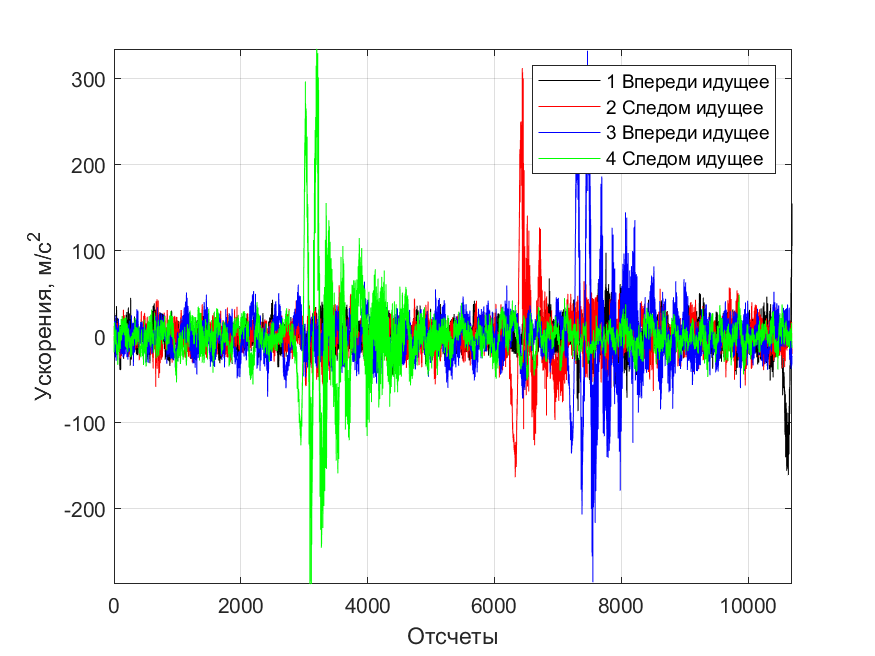 300
200
100
0
-100
-200
Ускорения, м/с²
1 Впереди идущее
2 Следом идущее
3 Впереди идущее
4 Следом идущее
0 2000 4000 6000 8000 10000
Отсчеты